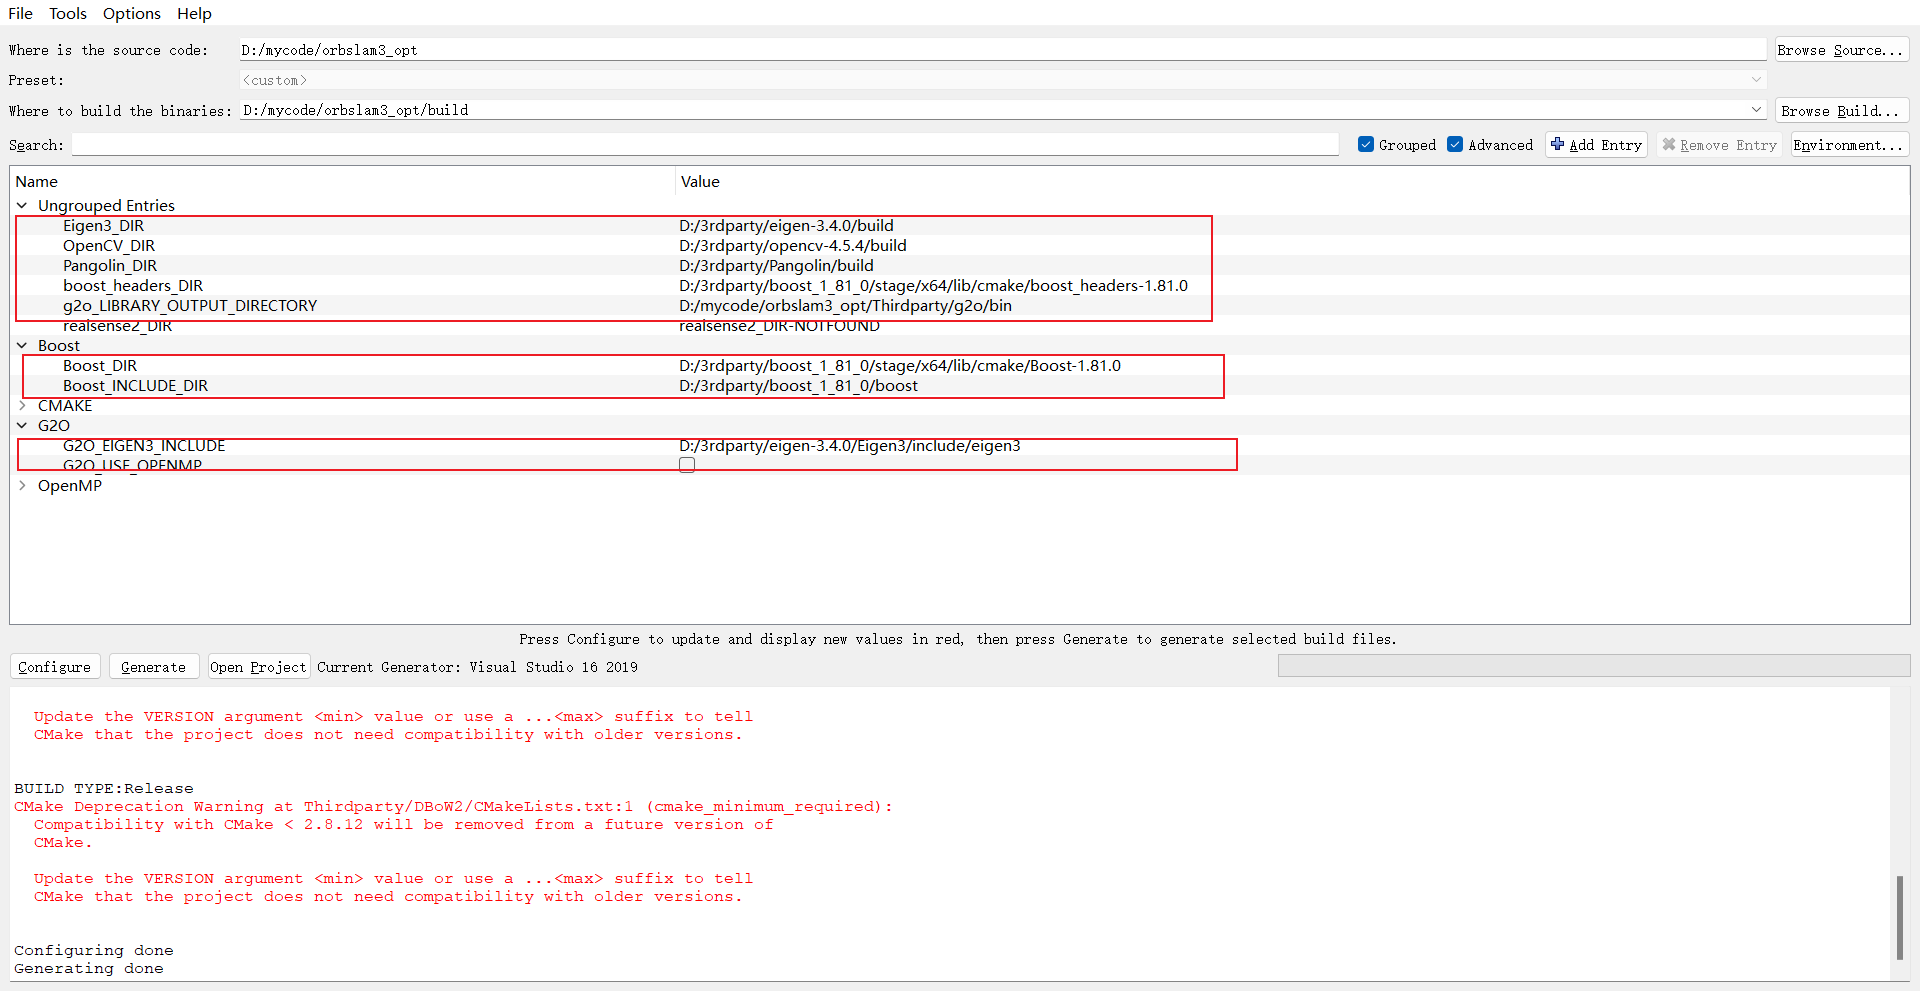 File Tools Options Help
Where is the source code: D:/mycode/orbslam3_opt Browse Source...
Preset: <custom>
Where to build the binaries: D:/mycode/orbslam3_opt/build Browse Build...
Search: Grouped Advanced Add Entry Remove Entry Environment...
Name Value
Ungrouped Entries
Eigen3_DIR D:/3rdparty/eigen-3.4.0/build
OpenCV_DIR D:/3rdparty/opencv-4.5.4/build
Pangolin_DIR D:/3rdparty/Pangolin/build
boost_headers_DIR D:/3rdparty/boost_1_81_0/stage/x64/lib/cmake/boost_headers-1.81.0
g2o_LIBRARY_OUTPUT_DIRECTORY D:/mycode/orbslam3_opt/Thirdparty/g2o/bin
realsense2_DIR realsense2_DIR-NOTFOUND
Boost
Boost_DIR D:/3rdparty/boost_1_81_0/stage/x64/lib/cmake/Boost-1.81.0
Boost_INCLUDE_DIR D:/3rdparty/boost_1_81_0/boost
CMAKE
G2O
G2O_EIGEN3_INCLUDE D:/3rdparty/eigen-3.4.0/Eigen3/include/eigen3
G2O_USE_OPENMP
OpenMP
Press Configure to update and display new values in red, then press Generate to generate selected build files.
Configure Generate Open Project Current Generator: Visual Studio 16 2019
Update the VERSION argument <min> value or use a ...<max> suffix to tell
CMake that the project does not need compatibility with older versions.
BUILD TYPE:Release
CMake Deprecation Warning at Thirdparty/DBoW2/CMakeLists.txt:1 (cmake_minimum_required):
Compatibility with CMake < 2.8.12 will be removed from a future version of
CMake.
Update the VERSION argument <min> value or use a ...<max> suffix to tell
CMake that the project does not need compatibility with older versions.
Configuring done
Generating done